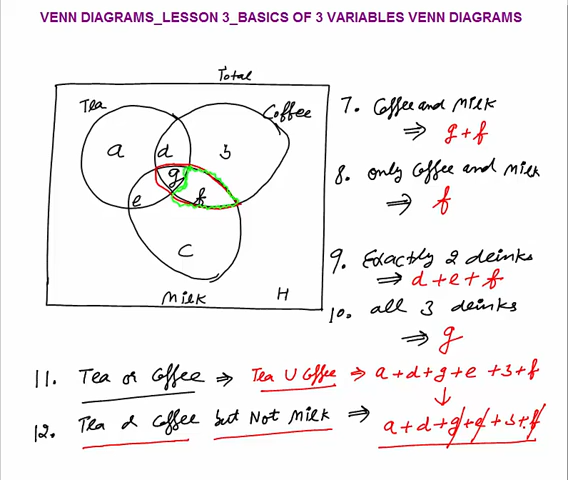 VENN DIAGRAMS_LESSON 3_BASICS OF 3 VARIABLES VENN DIAGRAMS
Total
Tea
Coffee
a
d
b
g
e
f
C
Milk
H
7. Coffee and Milk
⇒ g+f
8. only Coffee and Milk
⇒ f
9. Exactly 2 deinks
⇒ d+e+f
10. all 3 deinks
⇒ g
11. Tea or Coffee ⇒ Tea U Coffee ⇒ a+d+g+e+b+f
↓
12. Tea & Coffee but Not Milk ⇒ a+d+g+e+b+f